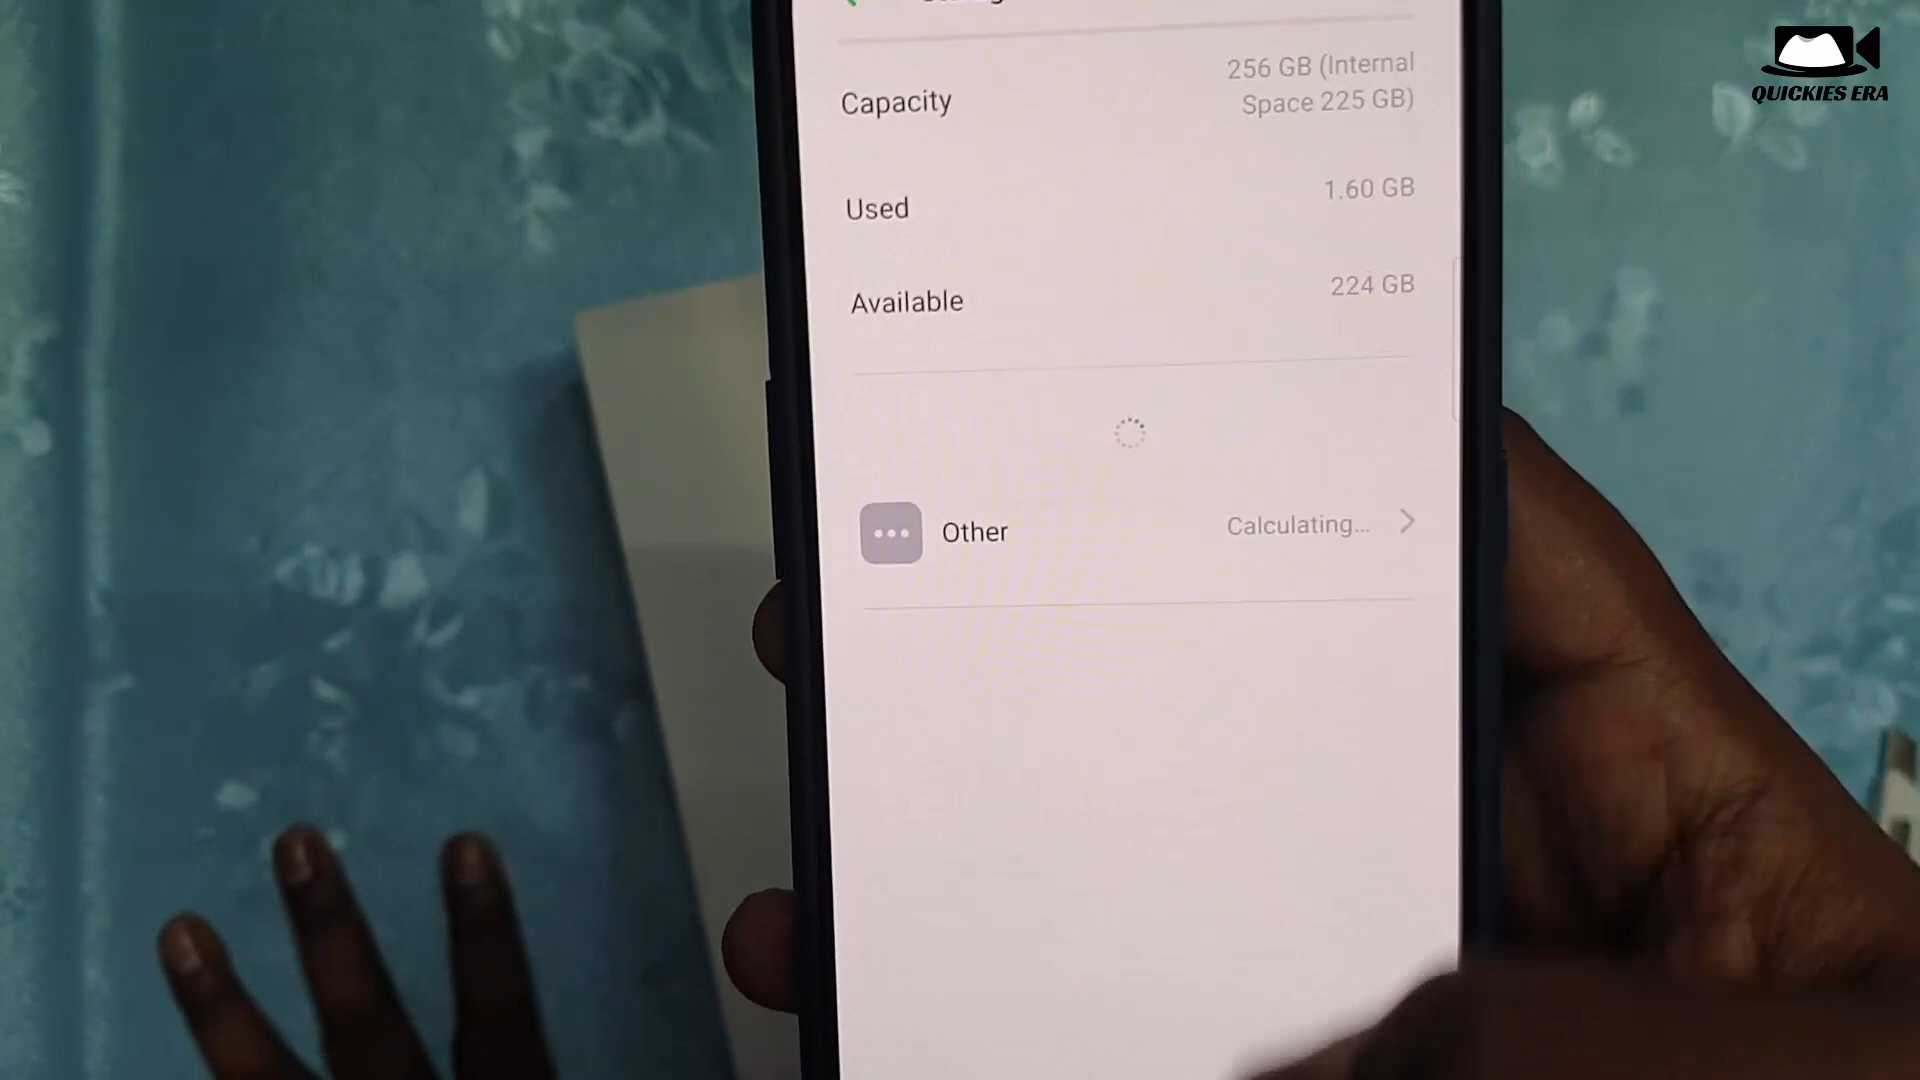 QUICKIES ERA
Capacity
256 GB (Internal
Space 225 GB)
Used
1.60 GB
Available
224 GB
Other
Calculating...